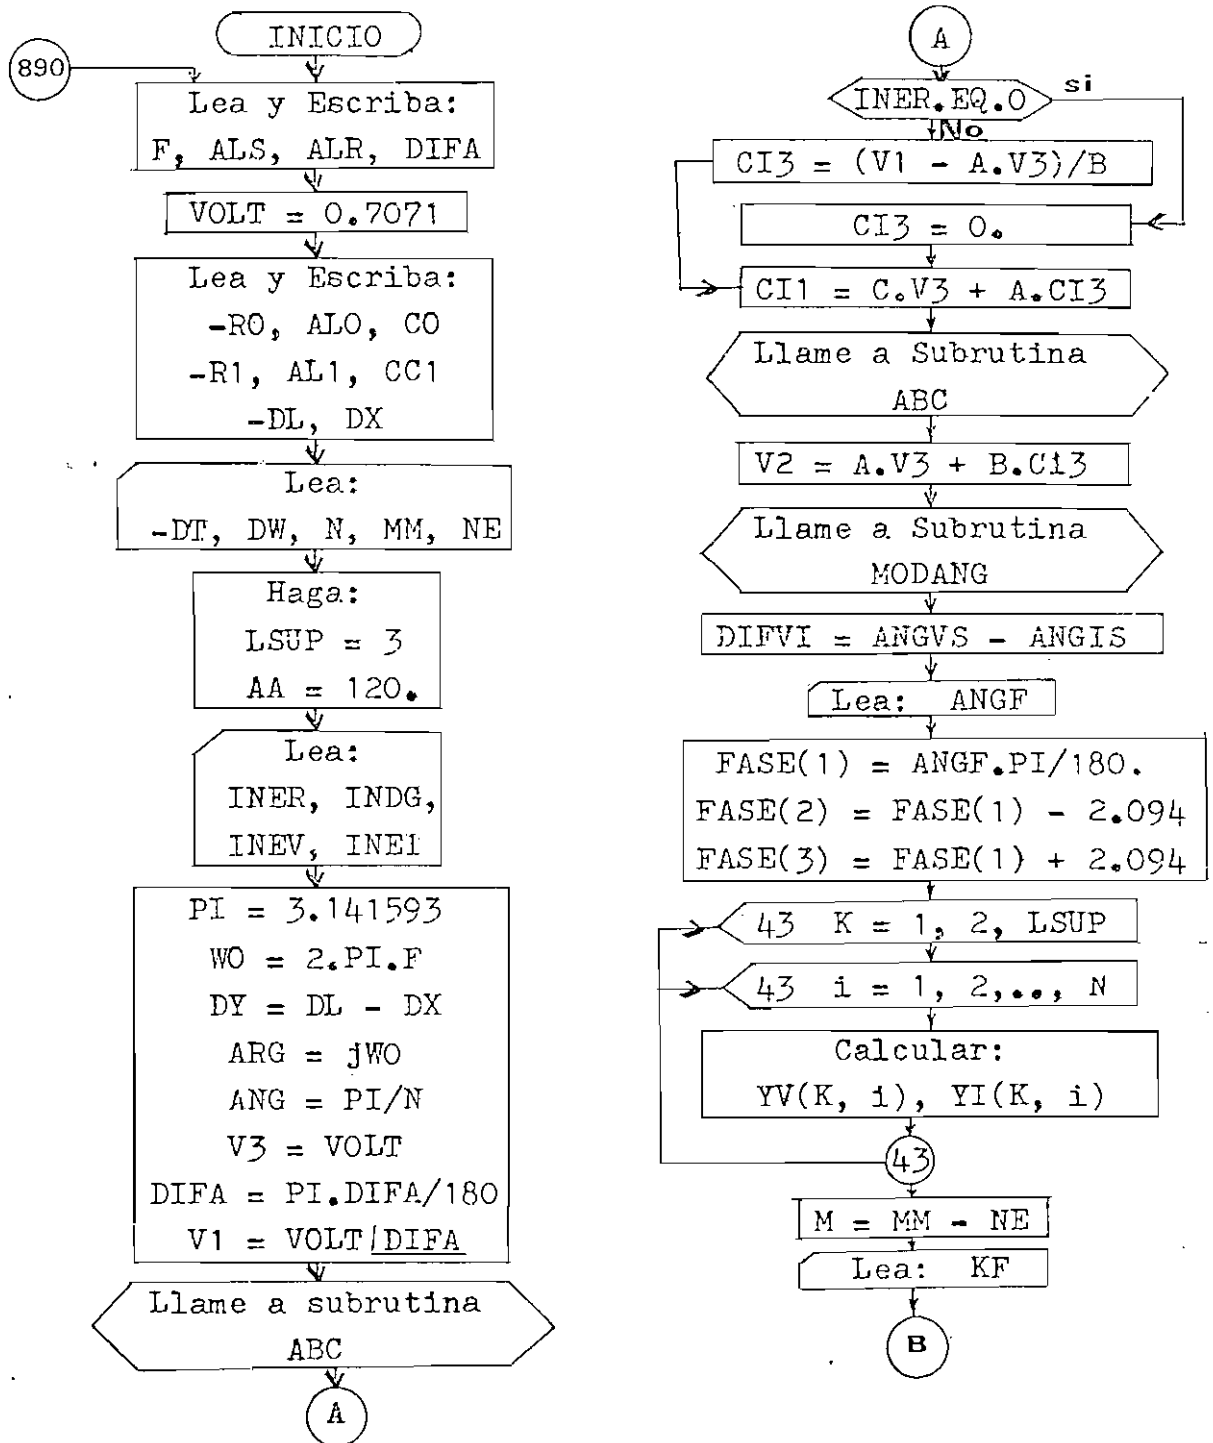 INICIO
890
Lea y Escriba:
F, ALS, ALR, DIFA
VOLT = 0.7071
Lea y Escriba:
-R0, AL0, C0
-R1, AL1, CC1
-DL, DX
Lea:
-DT, DW, N, MM, NE
Haga:
LSUP = 3
AA = 120.
Lea:
INER, INDG,
INEV, INEI
PI = 3.141593
WO = 2.PI.F
DY = DL - DX
ARG = jWO
ANG = PI/N
V3 = VOLT
DIFA = PI.DIFA/180
V1 = VOLT/DIFA
Llame a subrutina
ABC
A
A
INER.EQ.0
si
No
CI3 = (V1 - A.V3)/B
CI3 = 0.
CI1 = C.V3 + A.CI3
Llame a Subrutina
ABC
V2 = A.V3 + B.Ci3
Llame a Subrutina
MODANG
DIFVI = ANGVS - ANGIS
Lea: ANGF
FASE(1) = ANGF.PI/180.
FASE(2) = FASE(1) - 2.094
FASE(3) = FASE(1) + 2.094
43 K = 1, 2, LSUP
43 i = 1, 2,.., N
Calcular:
YV(K, i), YI(K, i)
43
M = MM - NE
Lea: KF
B